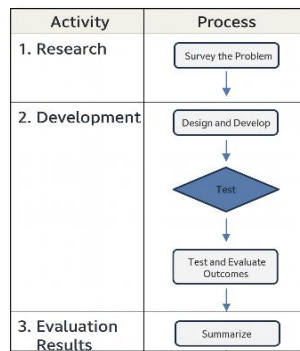 Activity
Process
1. Research
Survey the Problem
2. Development
Design and Develop
Test
Test and Evaluate
Outcomes
3. Evaluation
Results
Summarize